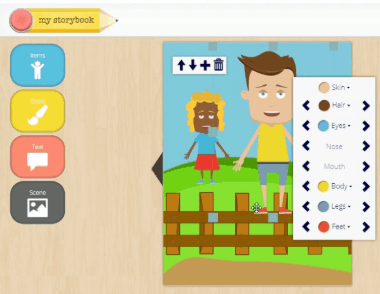 my storybook
Items
Text
Scene
Skin
Hair
Eyes
Nose
Mouth
Body
Legs
Feet